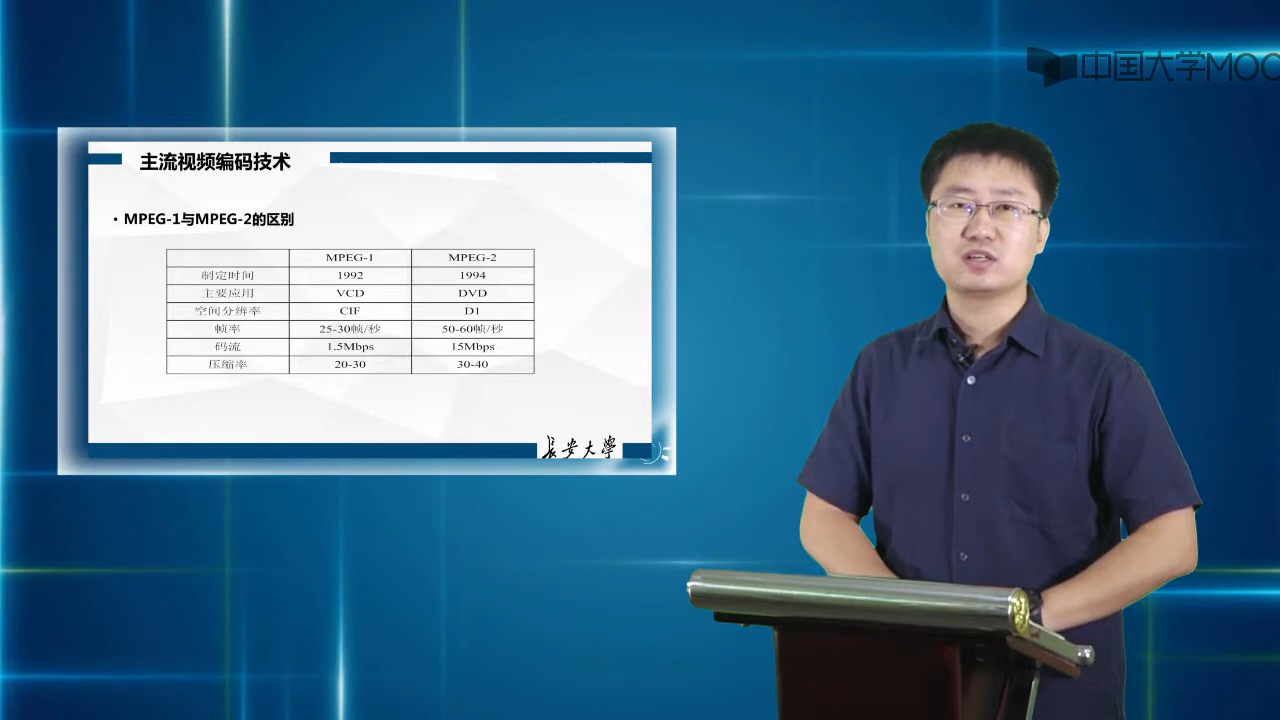 中国大学MOO
主流视频编码技术
• MPEG-1与MPEG-2的区别
MPEG-1 MPEG-2
制定时间 1992 1994
主要应用 VCD DVD
空间分辨率 CIF D1
帧率 25-30帧/秒 50-60帧/秒
码流 1.5Mbps 15Mbps
压缩率 20-30 30-40
长安大学